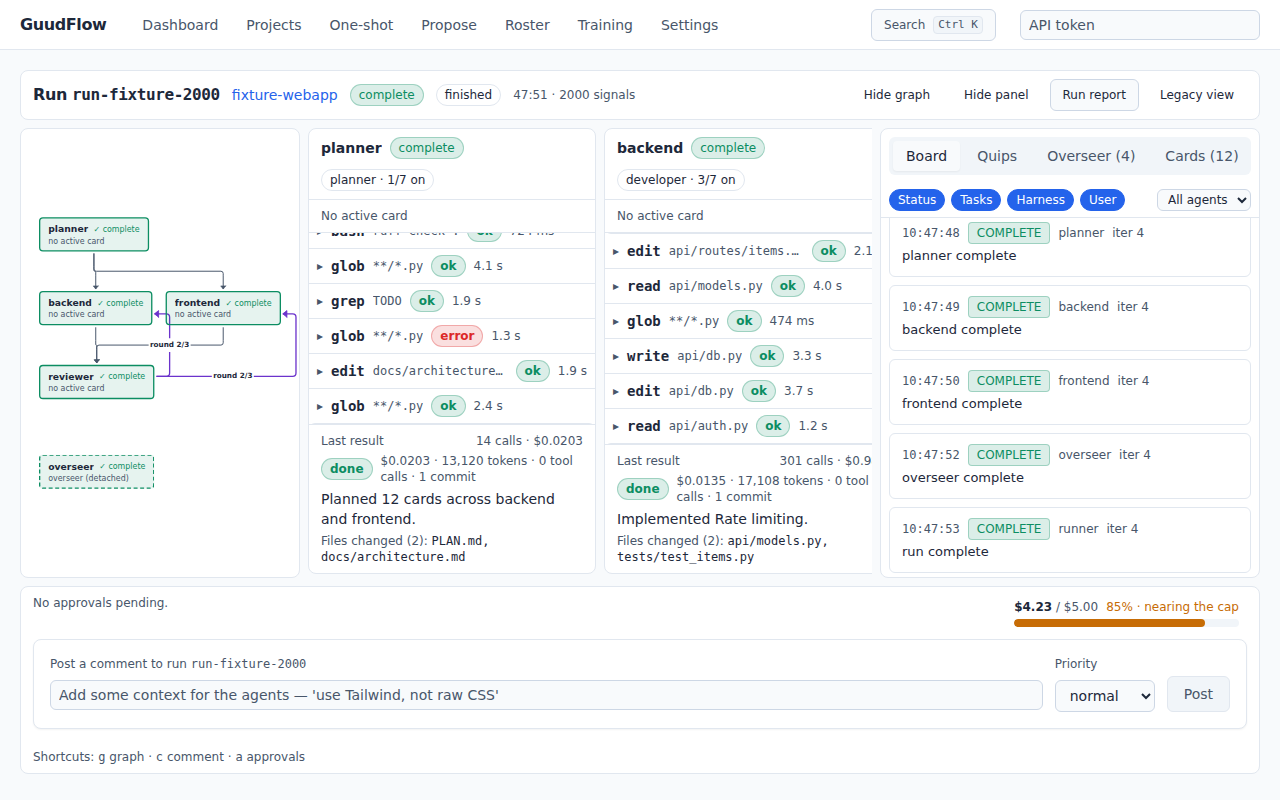 GuudFlow Dashboard Projects One-shot Propose Roster Training Settings Search Ctrl K API token
Run run-fixture-2000 fixture-webapp complete finished 47:51 · 2000 signals Hide graph Hide panel Run report Legacy view
planner ✓ complete
no active card
backend ✓ complete
no active card
frontend ✓ complete
no active card
round 2/3
reviewer ✓ complete
no active card
round 2/3
overseer ✓ complete
overseer (detached)
planner complete
planner · 1/7 on
No active card
▸ glob **/*.py ok 4.1 s
▸ grep TODO ok 1.9 s
▸ glob **/*.py error 1.3 s
▸ edit docs/architecture… ok 1.9 s
▸ glob **/*.py ok 2.4 s
Last result 14 calls · $0.0203
done $0.0203 · 13,120 tokens · 0 tool
calls · 1 commit
Planned 12 cards across backend
and frontend.
Files changed (2): PLAN.md,
docs/architecture.md
backend complete
developer · 3/7 on
No active card
▸ edit api/routes/items.… ok 2.1
▸ read api/models.py ok 4.0 s
▸ glob **/*.py ok 474 ms
▸ write api/db.py ok 3.3 s
▸ edit api/db.py ok 3.7 s
▸ read api/auth.py ok 1.2 s
Last result 301 calls · $0.9
done $0.0135 · 17,108 tokens · 0 tool
calls · 1 commit
Implemented Rate limiting.
Files changed (2): api/models.py,
tests/test_items.py
Board Quips Overseer (4) Cards (12)
Status Tasks Harness User All agents
10:47:48 COMPLETE planner iter 4
planner complete
10:47:49 COMPLETE backend iter 4
backend complete
10:47:50 COMPLETE frontend iter 4
frontend complete
10:47:52 COMPLETE overseer iter 4
overseer complete
10:47:53 COMPLETE runner iter 4
run complete
No approvals pending.
$4.23 / $5.00 85% · nearing the cap
Post a comment to run run-fixture-2000 Priority
Add some context for the agents — 'use Tailwind, not raw CSS' normal Post
Shortcuts: g graph · c comment · a approvals